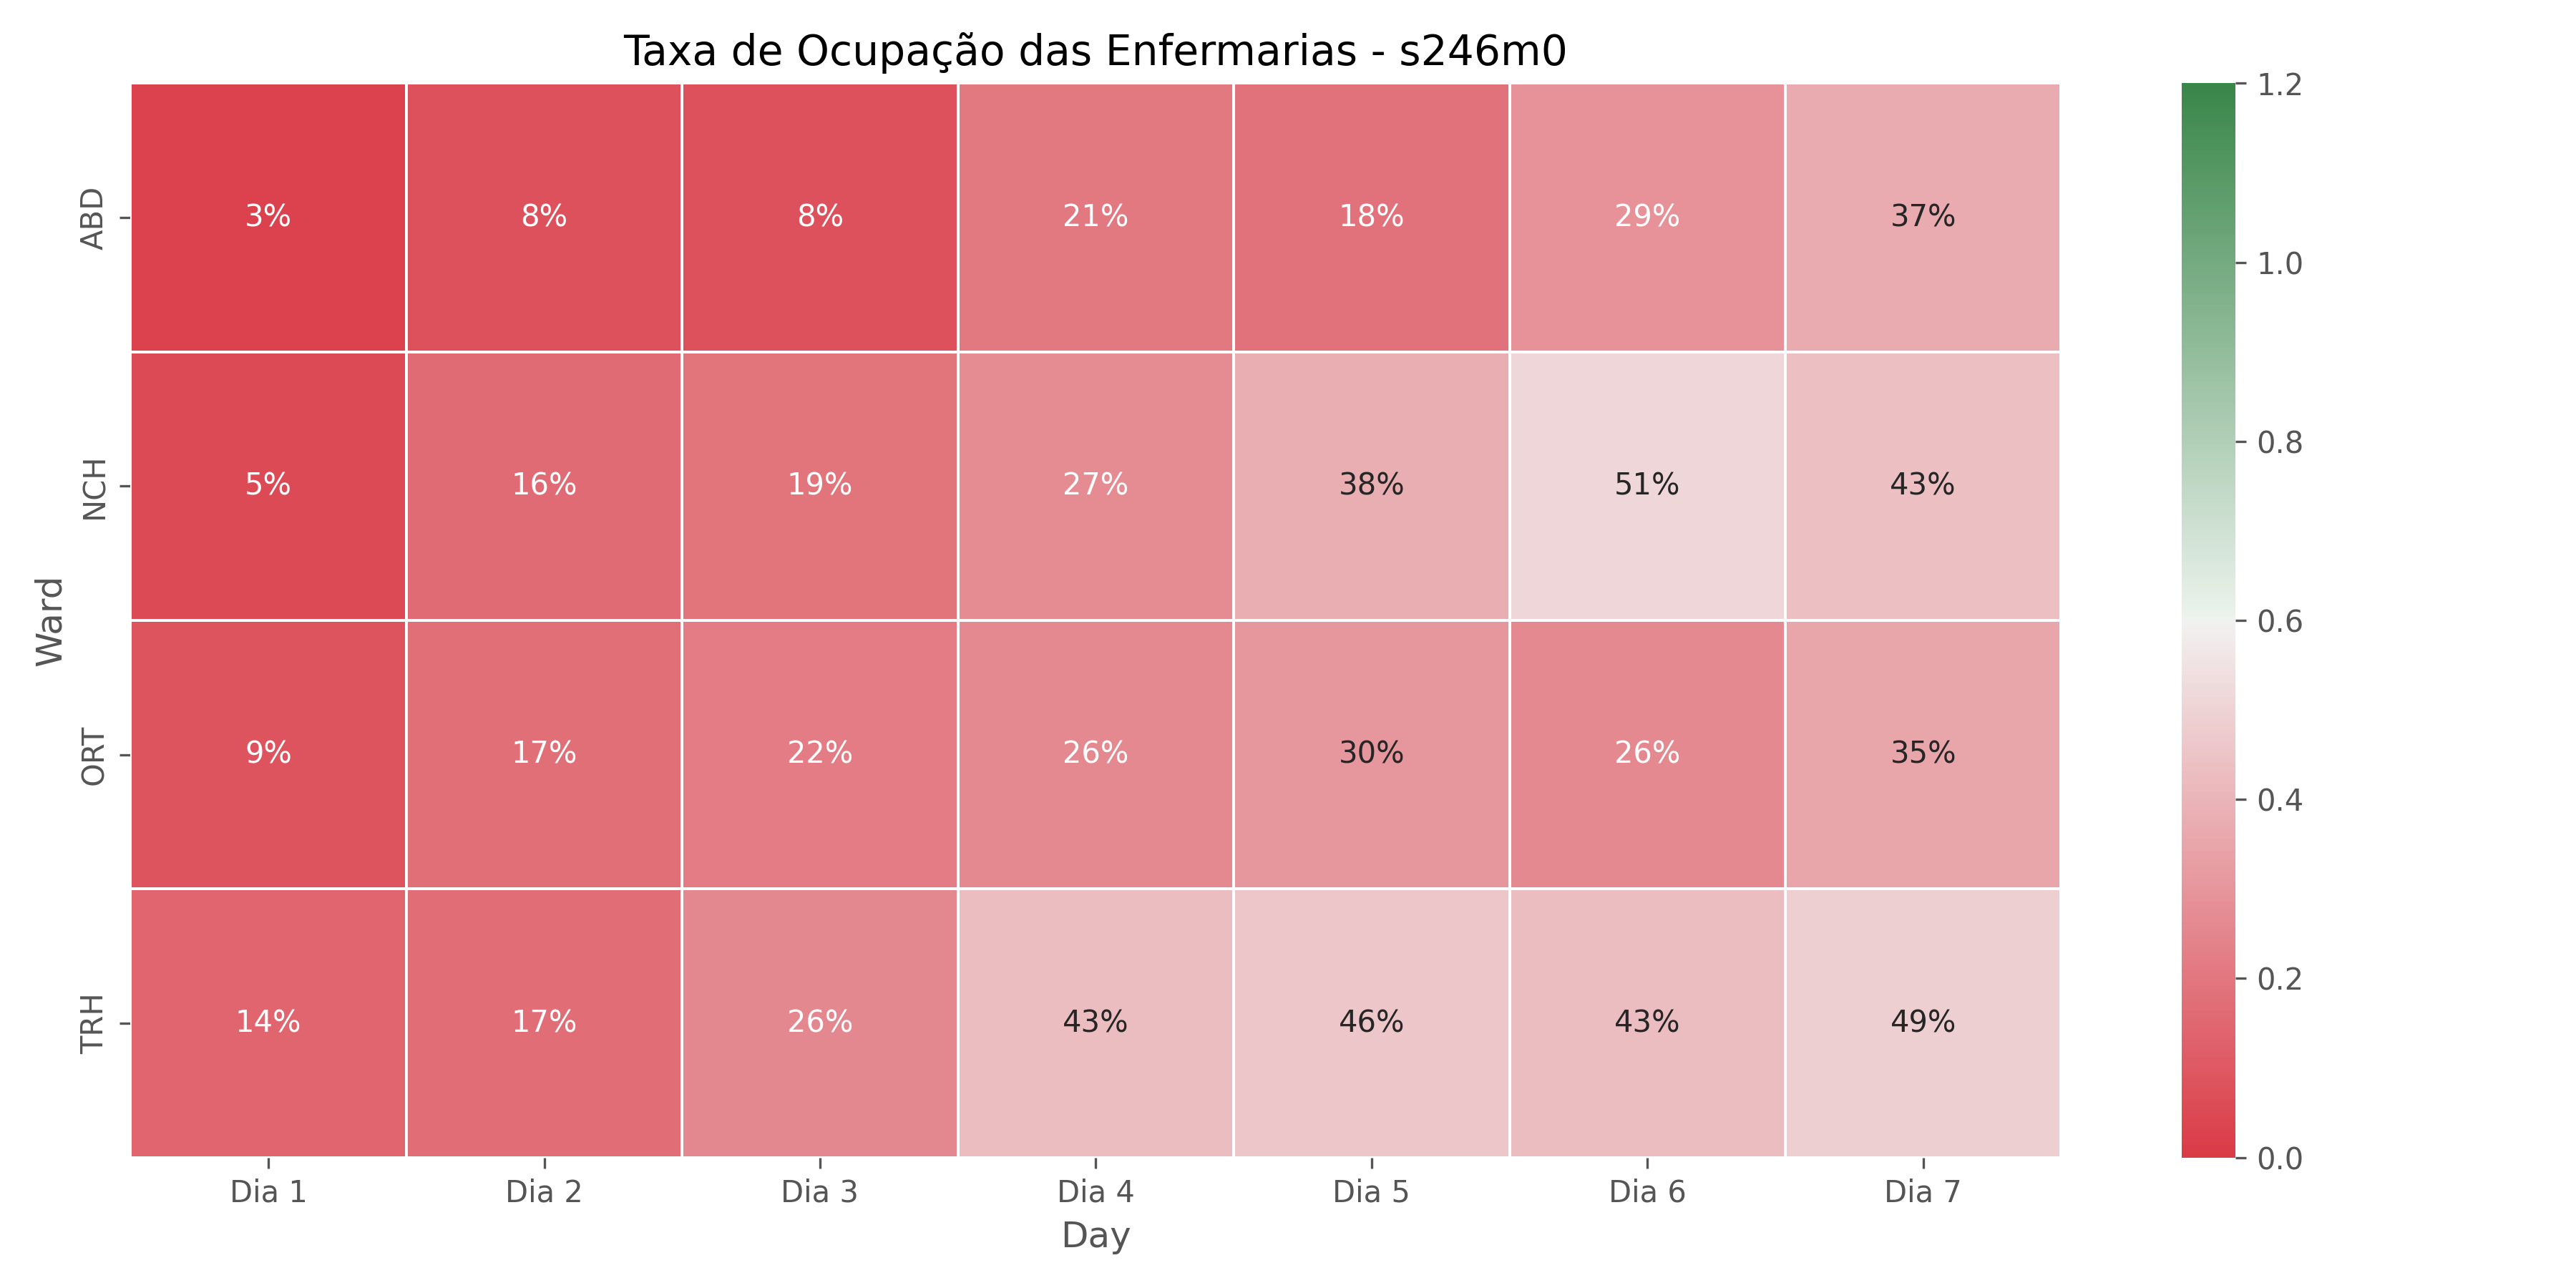 Taxa de Ocupação das Enfermarias - s246m0
Ward
ABD 3% 8% 8% 21% 18% 29% 37%
NCH 5% 16% 19% 27% 38% 51% 43%
ORT 9% 17% 22% 26% 30% 26% 35%
TRH 14% 17% 26% 43% 46% 43% 49%
Dia 1 Dia 2 Dia 3 Dia 4 Dia 5 Dia 6 Dia 7
Day
1.2
1.0
0.8
0.6
0.4
0.2
0.0